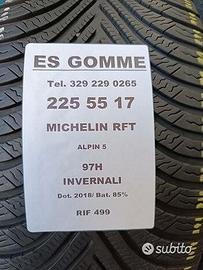 ES GOMME
Tel. 329 229 0265
225 55 17
MICHELIN RFT
ALPIN 5
97H
INVERNALI
Dot. 2018/ Bat. 85%
RIF 499
subito